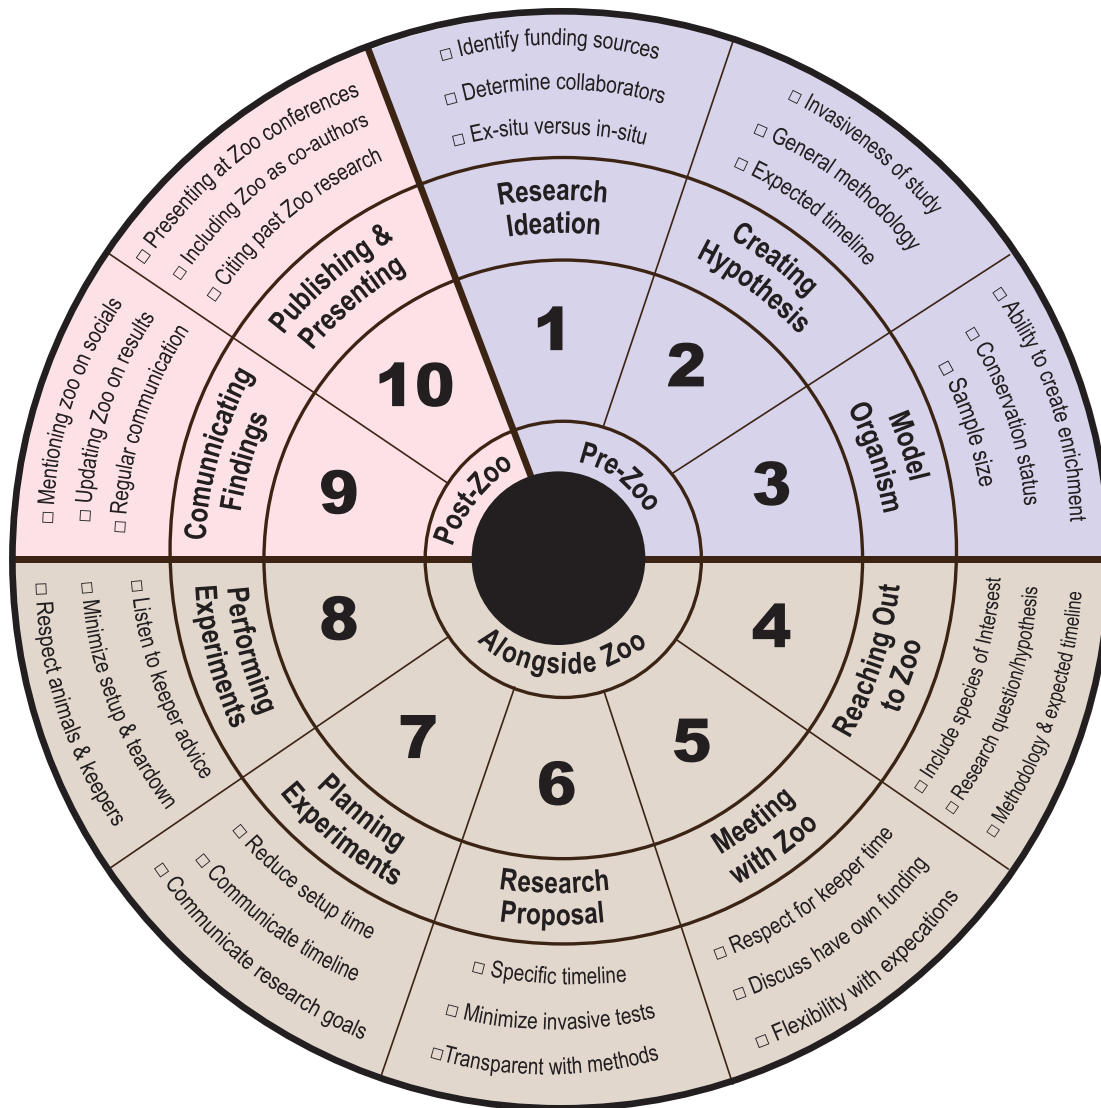 Pre-Zoo
1
Research
Ideation
□ Identify funding sources
□ Determine collaborators
□ Ex-situ versus in-situ
2
Creating
Hypothesis
□ Invasiveness of study
□ General methodology
□ Expected timeline
3
Model
Organism
□ Ability to create enrichment
□ Conservation status
□ Sample size
Alongside Zoo
4
Reaching Out
to Zoo
□ Include species of Intersest
□ Research question/hypothesis
□ Methodology & expected timeline
5
Meeting
with Zoo
□ Respect for keeper time
□ Discuss have own funding
□ Flexibility with expecations
6
Research
Proposal
□ Specific timeline
□ Minimize invasive tests
□Transparent with methods
7
Planning
Experiments
□ Reduce setup time
□ Communicate timeline
□ Communicate research goals
8
Performing
Experiments
□ Listen to keeper advice
□ Minimize setup & teardown
□ Respect animals & keepers
Post-Zoo
9
Comunnicating
Findings
□ Mentioning zoo on socials
□ Updating Zoo on results
□ Regular communication
10
Publishing &
Presenting
□ Presenting at Zoo conferences
□ Including Zoo as co-authors
□ Citing past Zoo research